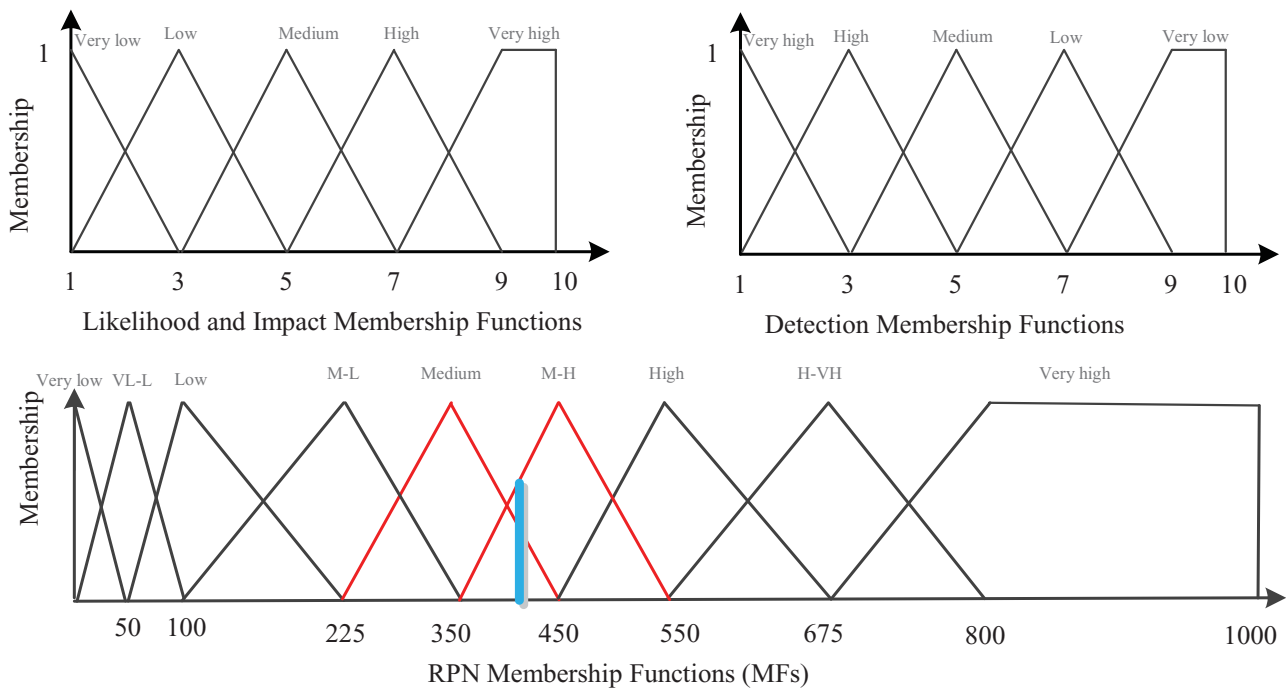 Very low Low Medium High Very high
1
Membership
1 3 5 7 9 10
Likelihood and Impact Membership Functions
Very high High Medium Low Very low
1
Membership
1 3 5 7 9 10
Detection Membership Functions
Very low VL-L Low M-L Medium M-H High H-VH Very high
Membership
50 100 225 350 450 550 675 800 1000
RPN Membership Functions (MFs)